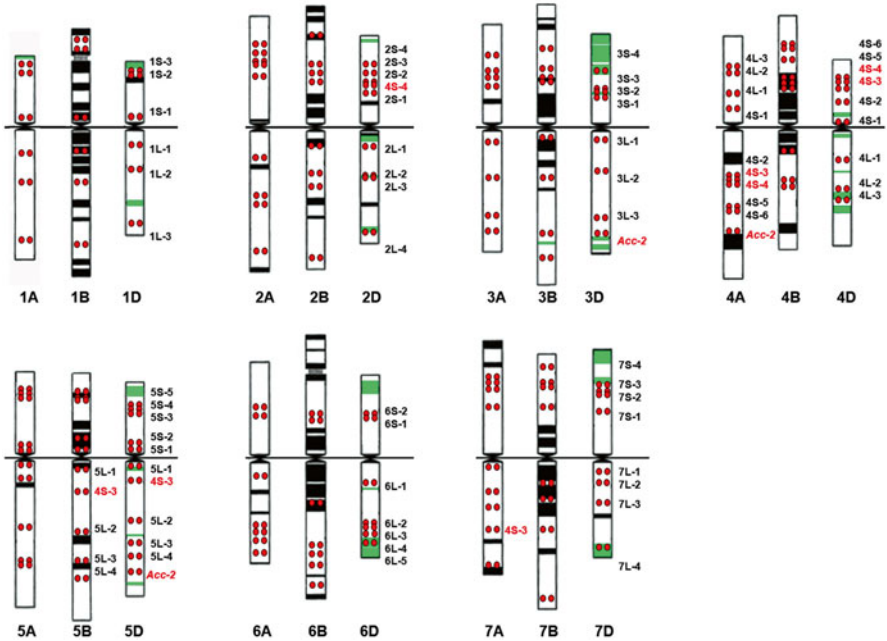 1S-3
1S-2
1S-1
1L-1
1L-2
1L-3
1A 1B 1D
2S-4
2S-3
2S-2
4S-4
2S-1
2L-1
2L-2
2L-3
2L-4
2A 2B 2D
3S-4
3S-3
3S-2
3S-1
3L-1
3L-2
3L-3
Acc-2
3A 3B 3D
4L-3
4L-2
4L-1
4S-1
4S-2
4S-3
4S-4
4S-5
4S-6
Acc-2
4S-6
4S-5
4S-4
4S-3
4S-2
4S-1
4L-1
4L-2
4L-3
4A 4B 4D
5S-5
5S-4
5S-3
5S-2
5S-1
5L-1
4S-3
5L-2
5L-3
5L-4
5L-1
4S-3
5L-2
5L-3
5L-4
Acc-2
5A 5B 5D
6S-2
6S-1
6L-1
6L-2
6L-3
6L-4
6L-5
6A 6B 6D
7S-4
7S-3
7S-2
7S-1
4S-3
7L-1
7L-2
7L-3
7L-4
7A 7B 7D